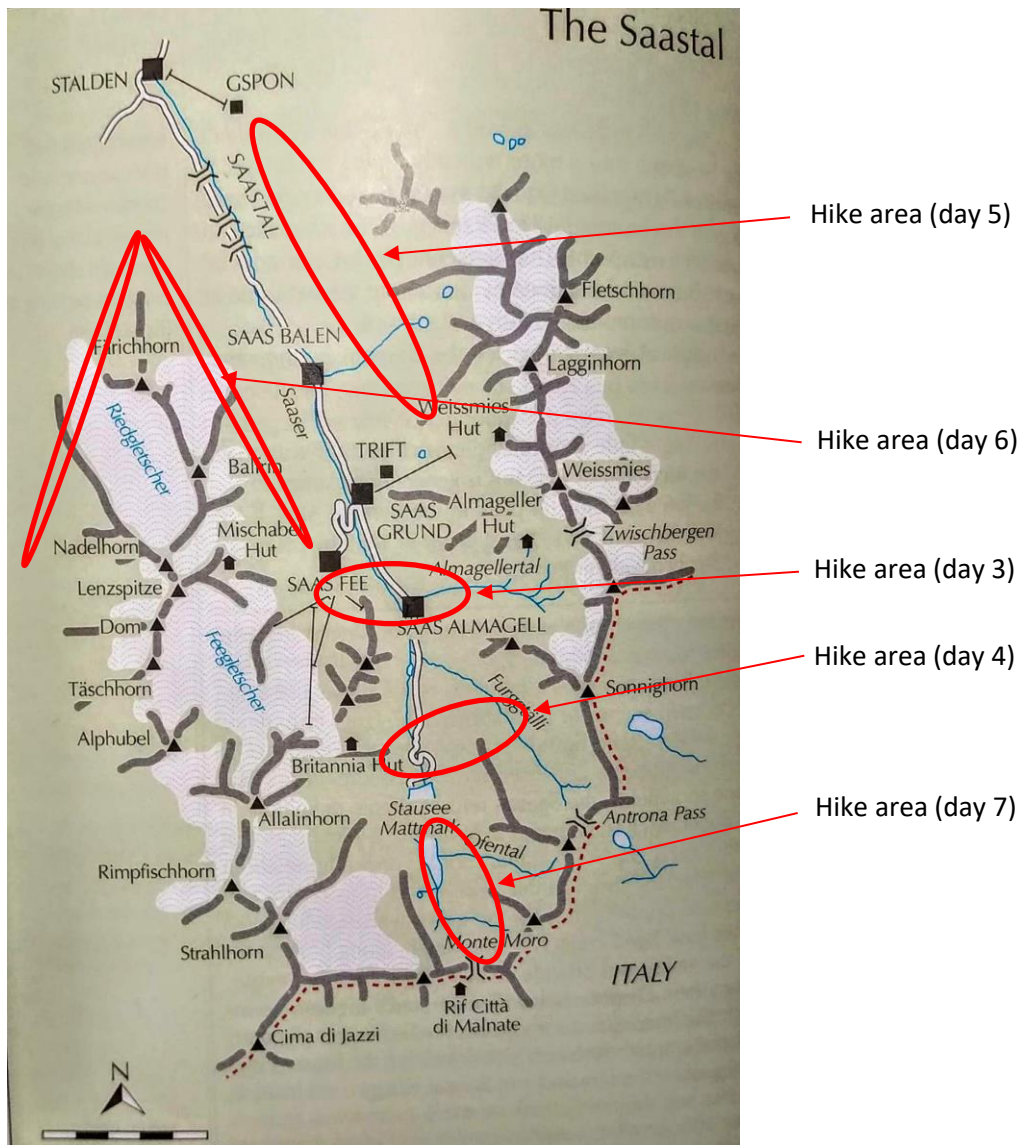 The Saastal
STALDEN
GSPON
SAASTAL
Hike area (day 5)
Fletschhorn
SAAS BALEN
Färichhorn
Lagginhorn
Saaser
Weissmies
Hut
Hike area (day 6)
Riedgletscher
TRIFT
Balfrin
Weissmies
SAAS
GRUND
Almageller
Hut
Mischabel
Hut
Zwischbergen
Pass
Nadelhorn
Almagellertal
Hike area (day 3)
SAAS FEE
Lenzspitze
Dom
SAAS ALMAGELL
Feegletscher
Hike area (day 4)
Täschhorn
Furggtälli
Sonnighorn
Alphubel
Britannia Hut
Stausee
Mattmark
Hike area (day 7)
Allalinhorn
Antrona Pass
Ofental
Rimpfischhorn
Strahlhorn
Monte Moro
ITALY
Rif Città
di Malnate
Cima di Jazzi
N